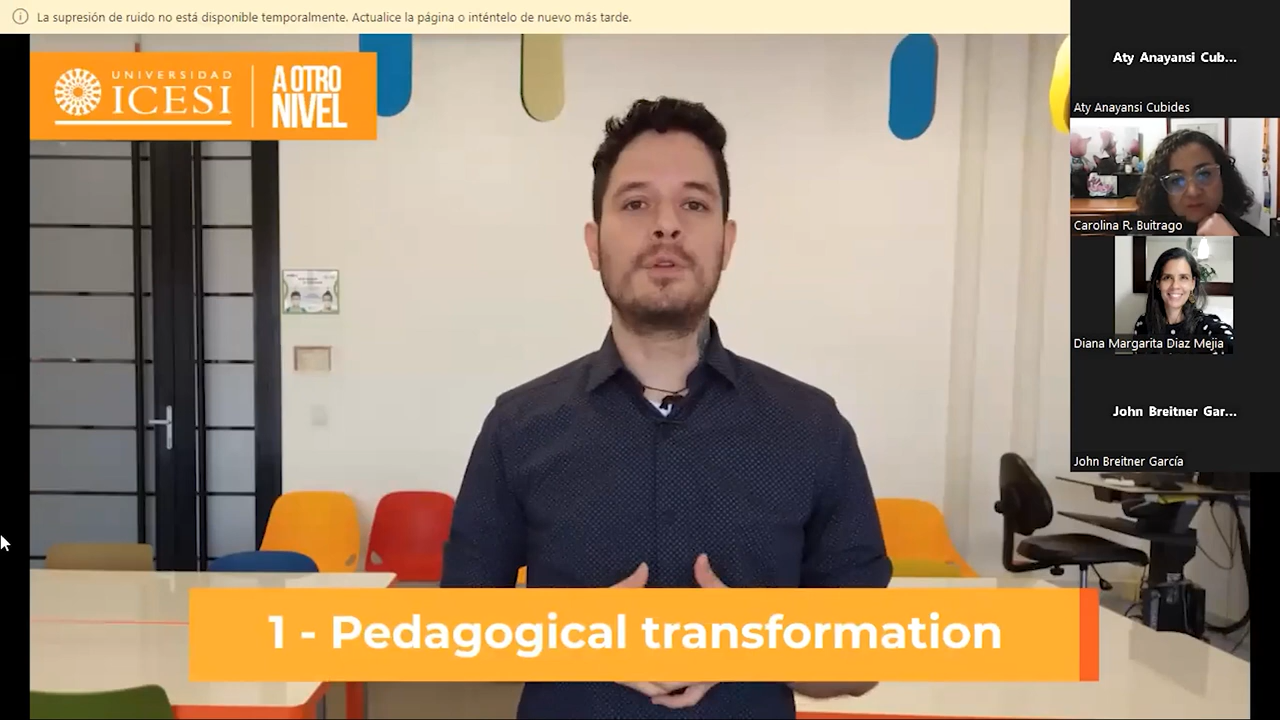 La supresión de ruido no está disponible temporalmente. Actualice la página o inténtelo de nuevo más tarde.
UNIVERSIDAD
ICESI
A OTRO
NIVEL
Aty Anayansi Cub...
Aty Anayansi Cubides
Carolina R. Buitrago
Diana Margarita Diaz Mejia
John Breitner Gar...
John Breitner García
1 - Pedagogical transformation